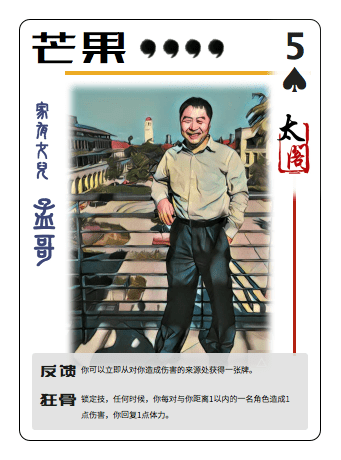 芒果
5
太
阁
家有女兒
孟哥
反馈 你可以立即从对你造成伤害的来源处获得一张牌。
狂骨 锁定技，任何时候，你每对与你距离1以内的一名角色造成1
点伤害，你回复1点体力。